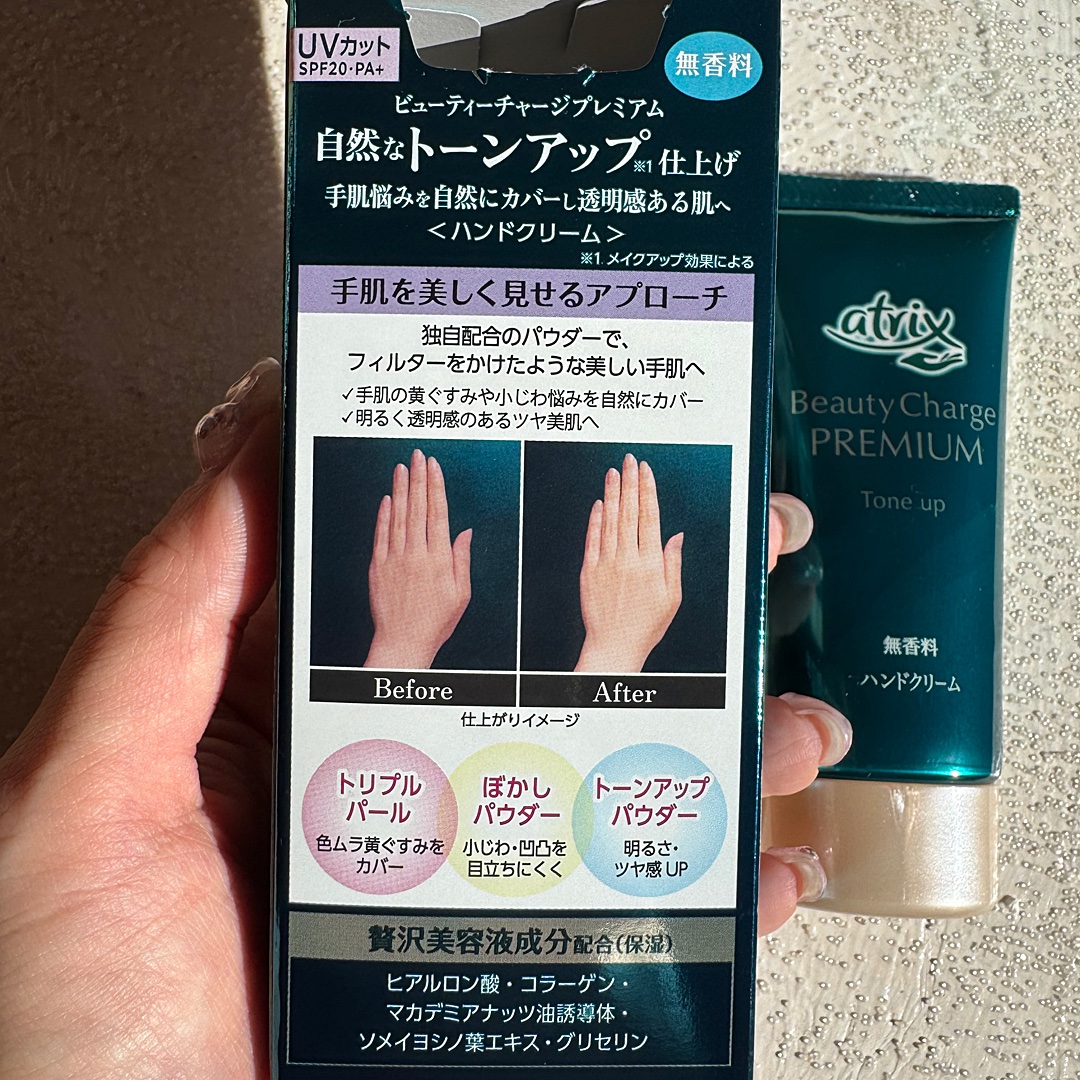 UVカット
SPF20・PA+
無香料
ビューティーチャージプレミアム
自然なトーンアップ※1仕上げ
手肌悩みを自然にカバーし透明感ある肌へ
＜ハンドクリーム＞
※1 メイクアップ効果による
手肌を美しく見せるアプローチ
独自配合のパウダーで、
フィルターをかけたような美しい手肌へ
✓手肌の黄ぐすみや小じわ悩みを自然にカバー
✓明るく透明感のあるツヤ美肌へ
Before
After
仕上がりイメージ
トリプル
パール
色ムラ黄ぐすみを
カバー
ぼかし
パウダー
小じわ・凹凸を
目立ちにくく
トーンアップ
パウダー
明るさ・
ツヤ感UP
贅沢美容液成分配合(保湿)
ヒアルロン酸・コラーゲン・
マカデミアナッツ油誘導体・
ソメイヨシノ葉エキス・グリセリン
atrix
Beauty Charge
PREMIUM
Tone up
無香料
ハンドクリーム